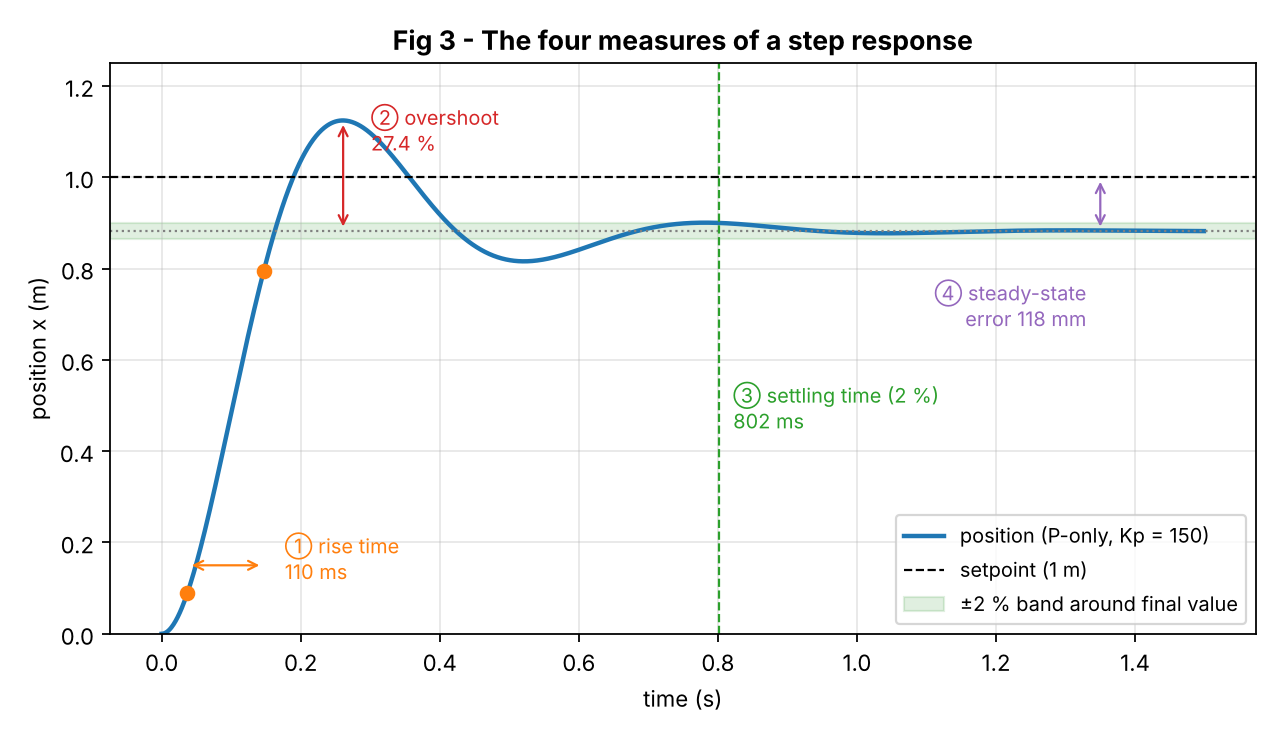 Fig 3 - The four measures of a step response
position x (m)
1.2
1.0
0.8
0.6
0.4
0.2
0.0
② overshoot
27.4 %
④ steady-state
error 118 mm
③ settling time (2 %)
802 ms
① rise time
110 ms
position (P-only, Kp = 150)
setpoint (1 m)
±2 % band around final value
0.0 0.2 0.4 0.6 0.8 1.0 1.2 1.4
time (s)